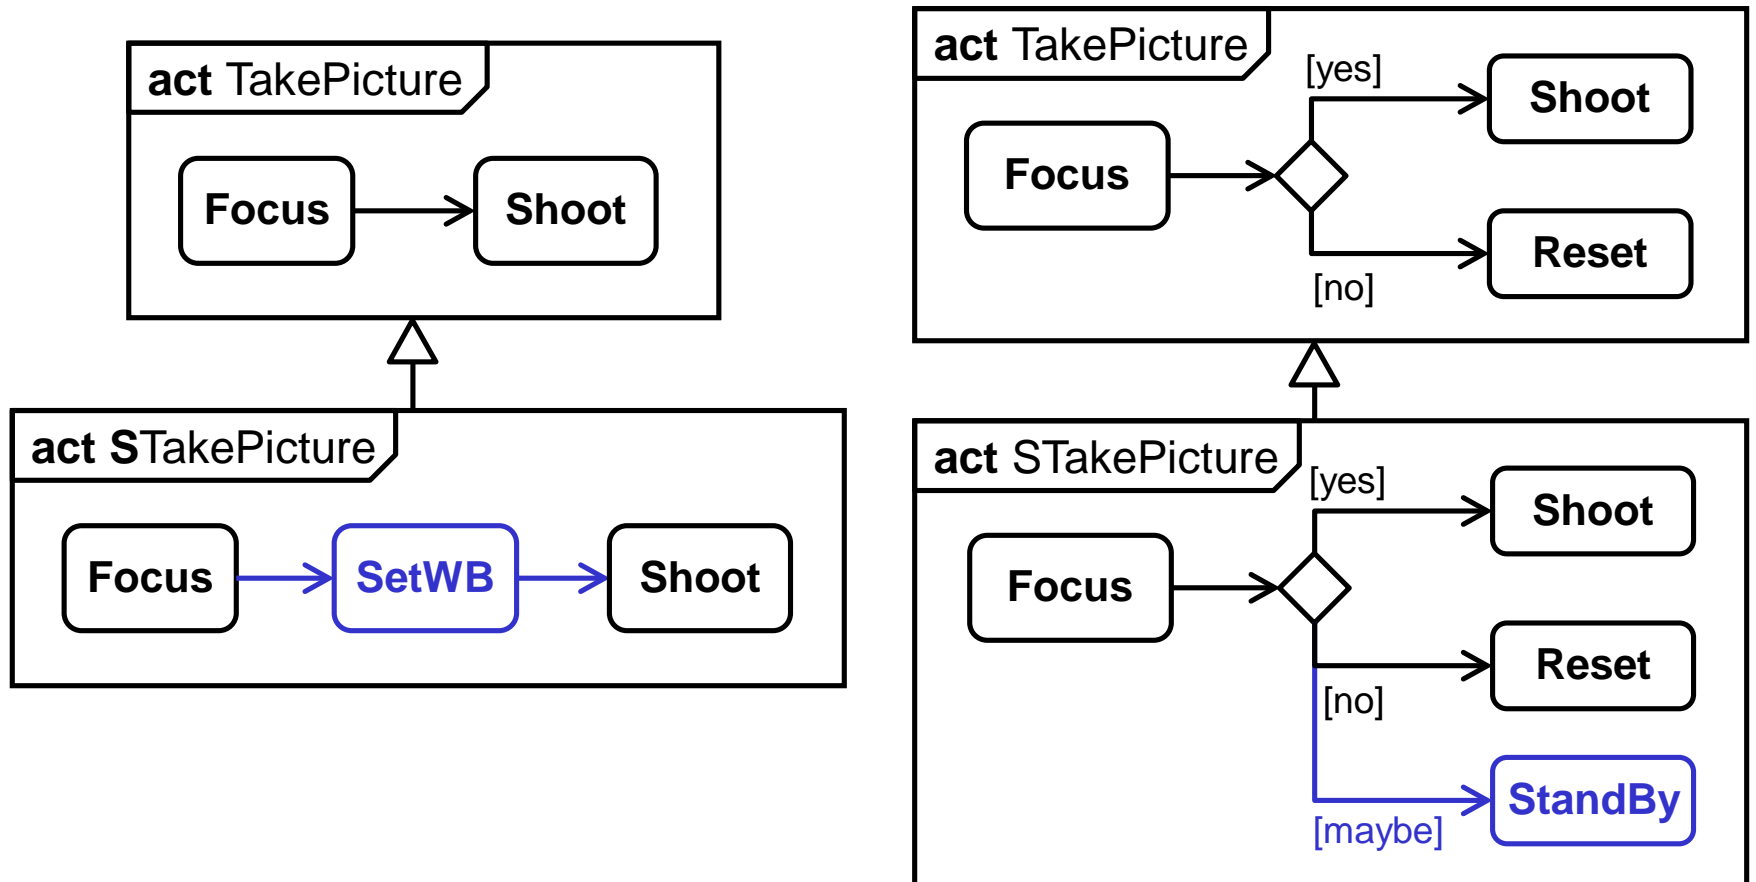 act TakePicture
Focus
Shoot
act STakePicture
Focus
SetWB
Shoot
act TakePicture
[yes]
Shoot
Focus
Reset
[no]
act STakePicture
[yes]
Shoot
Focus
Reset
[no]
StandBy
[maybe]